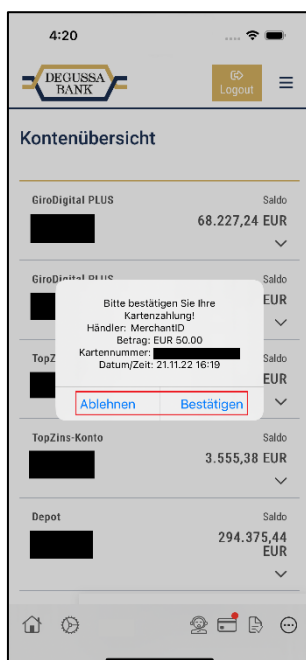 4:20
DEGUSSA
BANK
Logout
Kontenübersicht
GiroDigital PLUS
Saldo
68.227,24 EUR
GiroDigital PLUS
Saldo
EUR
Bitte bestätigen Sie Ihre
Kartenzahlung!
Händler: MerchantID
Betrag: EUR 50.00
Kartennummer:
Datum/Zeit: 21.11.22 16:19
Ablehnen
Bestätigen
TopZ
Saldo
EUR
TopZins-Konto
Saldo
3.555,38 EUR
Depot
Saldo
294.375,44
EUR